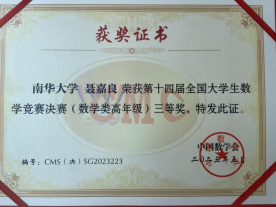 获奖证书
南华大学 聂嘉良 荣获第十四届全国大学生数
学竞赛决赛（数学类高年级）三等奖，特发此证。
中国数学会
编号：CMS（决）SG2023223
二〇二三年